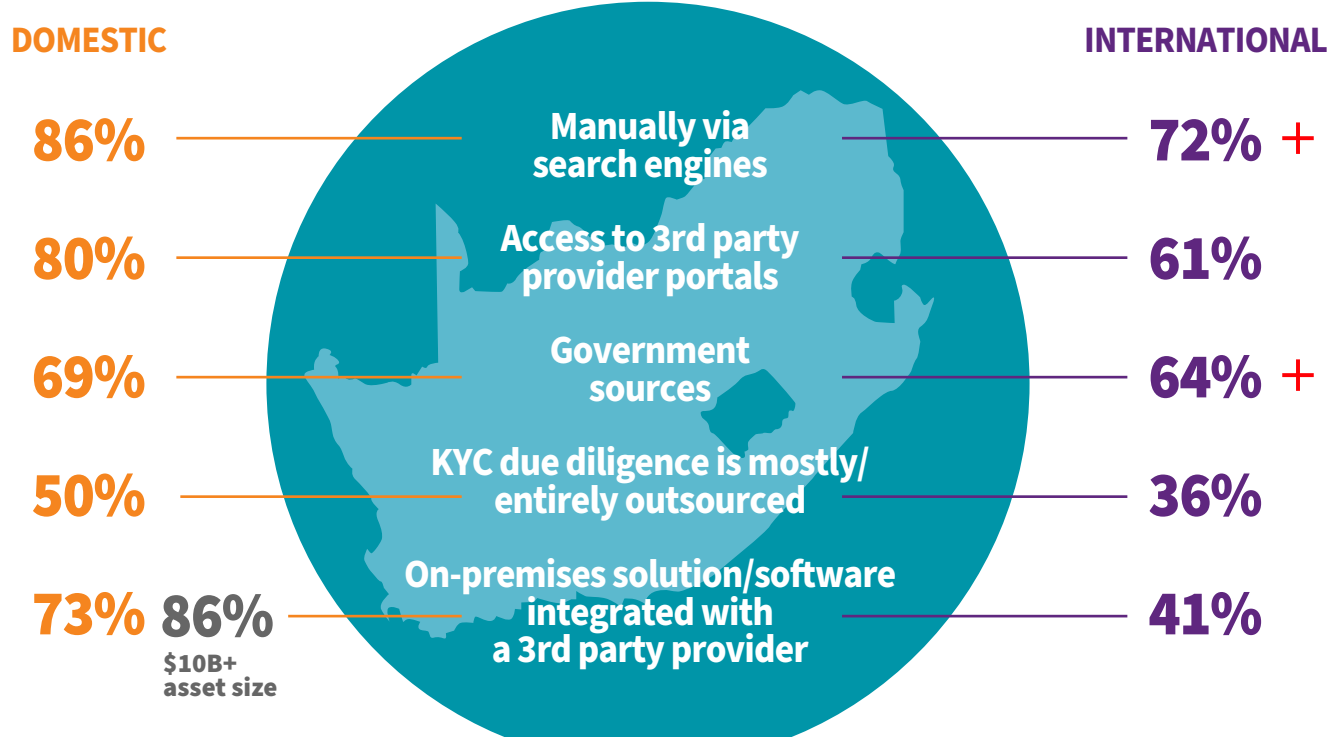 DOMESTIC
INTERNATIONAL
86%
Manually via
search engines
72% +
80%
Access to 3rd party
provider portals
61%
69%
Government
sources
64% +
50%
KYC due diligence is mostly/
entirely outsourced
36%
73% 86%
$10B+
asset size
On-premises solution/software
integrated with
a 3rd party provider
41%